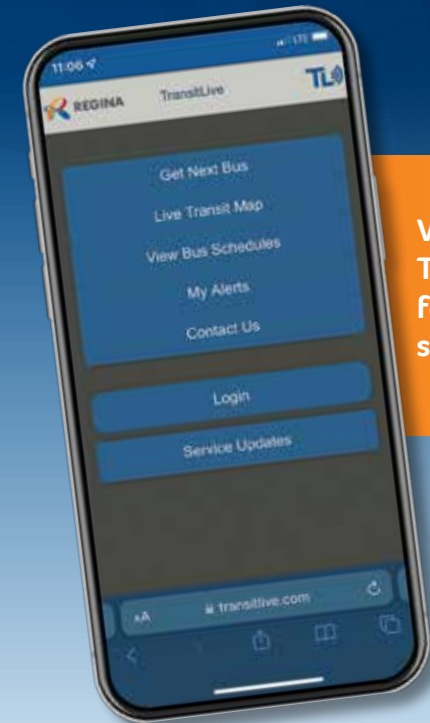 11:06
LTE
REGINA
TransitLive
TL
Get Next Bus
Live Transit Map
View Bus Schedules
My Alerts
Contact Us
Login
Service Updates
AA
transitlive.com
V
T
f
s